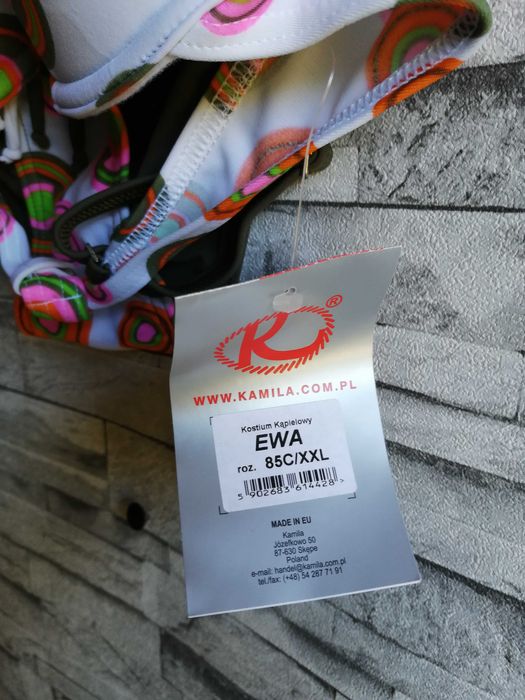 K®
WWW.KAMILA.COM.PL
Kostium Kąpielowy
EWA
roz. 85C/XXL
5 902683 614428 >
MADE IN EU
Kamila
Józefkowo 50
87-630 Skępe
Poland
e-mail: handel@kamila.com.pl
tel./fax: (+48) 54 287 71 91